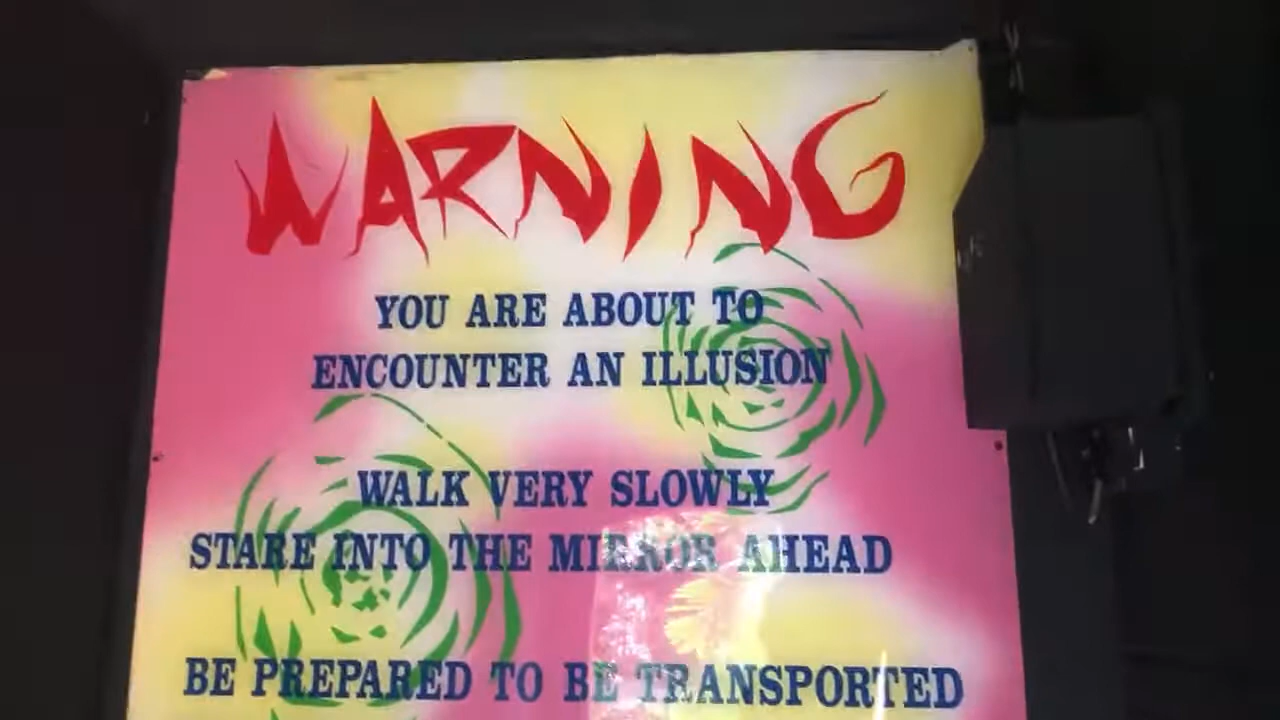 WARNING
YOU ARE ABOUT TO
ENCOUNTER AN ILLUSION
WALK VERY SLOWLY
STARE INTO THE MIRROR AHEAD
BE PREPARED TO BE TRANSPORTED